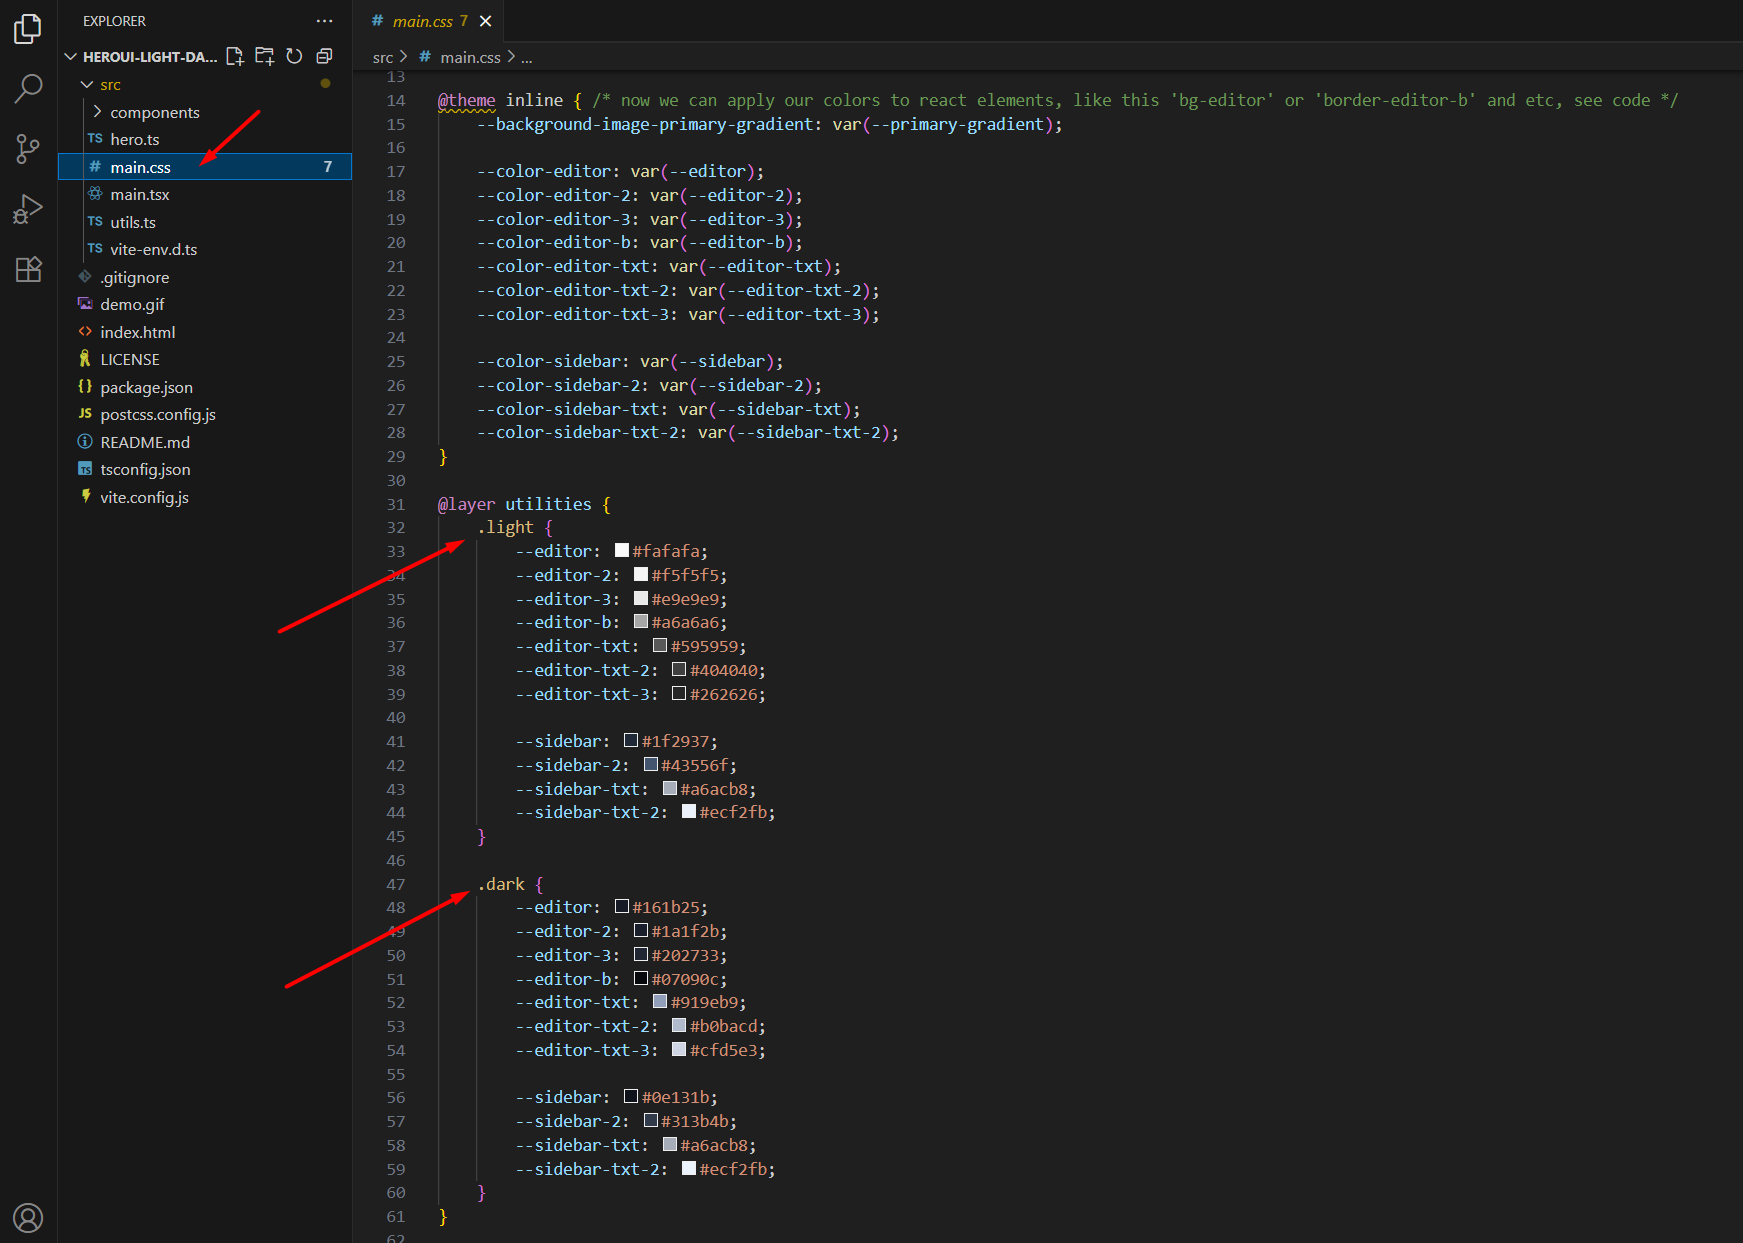 EXPLORER
HEROUI-LIGHT-DA...
src
components
TS hero.ts
# main.css 7
main.tsx
TS utils.ts
TS vite-env.d.ts
.gitignore
demo.gif
<> index.html
LICENSE
{} package.json
JS postcss.config.js
README.md
TS tsconfig.json
vite.config.js
# main.css 7
src > # main.css > ...
13
14 @theme inline { /* now we can apply our colors to react elements, like this 'bg-editor' or 'border-editor-b' and etc, see code */
15 --background-image-primary-gradient: var(--primary-gradient);
16
17 --color-editor: var(--editor);
18 --color-editor-2: var(--editor-2);
19 --color-editor-3: var(--editor-3);
20 --color-editor-b: var(--editor-b);
21 --color-editor-txt: var(--editor-txt);
22 --color-editor-txt-2: var(--editor-txt-2);
23 --color-editor-txt-3: var(--editor-txt-3);
24
25 --color-sidebar: var(--sidebar);
26 --color-sidebar-2: var(--sidebar-2);
27 --color-sidebar-txt: var(--sidebar-txt);
28 --color-sidebar-txt-2: var(--sidebar-txt-2);
29 }
30
31 @layer utilities {
32 .light {
33 --editor: #fafafa;
34 --editor-2: #f5f5f5;
35 --editor-3: #e9e9e9;
36 --editor-b: #a6a6a6;
37 --editor-txt: #595959;
38 --editor-txt-2: #404040;
39 --editor-txt-3: #262626;
40
41 --sidebar: #1f2937;
42 --sidebar-2: #43556f;
43 --sidebar-txt: #a6acb8;
44 --sidebar-txt-2: #ecf2fb;
45 }
46
47 .dark {
48 --editor: #161b25;
49 --editor-2: #1a1f2b;
50 --editor-3: #202733;
51 --editor-b: #07090c;
52 --editor-txt: #919eb9;
53 --editor-txt-2: #b0bacd;
54 --editor-txt-3: #cfd5e3;
55
56 --sidebar: #0e131b;
57 --sidebar-2: #313b4b;
58 --sidebar-txt: #a6acb8;
59 --sidebar-txt-2: #ecf2fb;
60 }
61 }
62